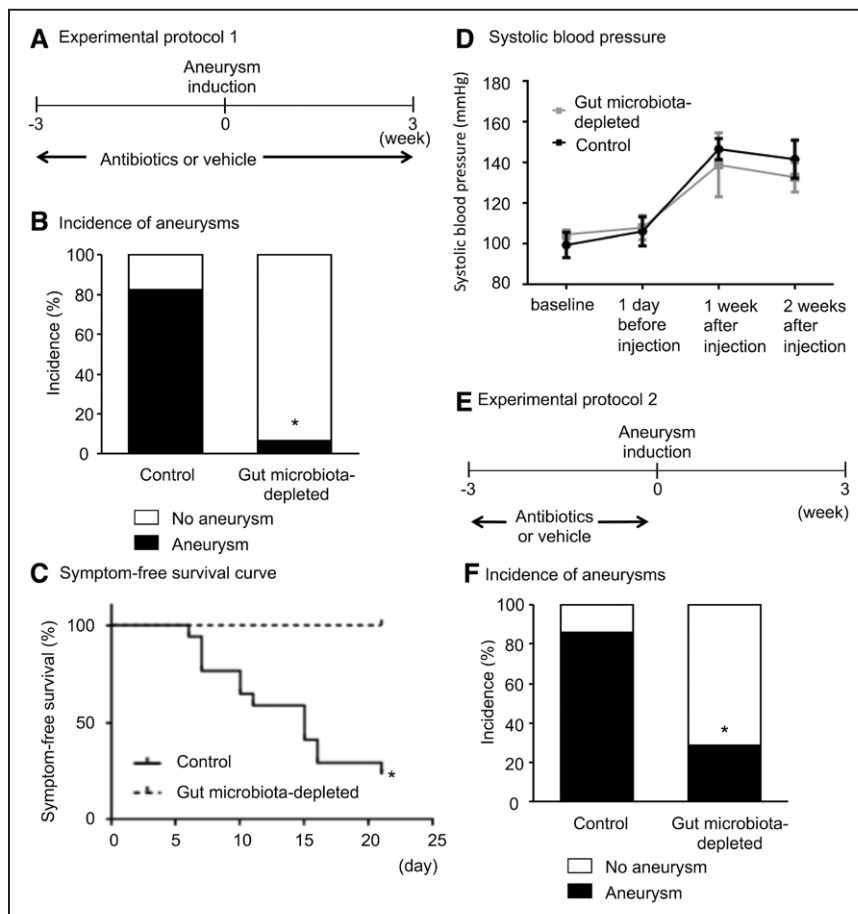 A Experimental protocol 1
Aneurysm
induction
-3
0
3
(week)
Antibiotics or vehicle
B Incidence of aneurysms
Incidence (%)
100
80
60
40
20
0
*
Control
Gut microbiota-
depleted
No aneurysm
Aneurysm
C Symptom-free survival curve
Symptom-free survival (%)
100
50
0
Control
*
Gut microbiota-depleted
0
5
10
15
20
25
(day)
D Systolic blood pressure
Systolic blood pressure (mmHg)
180
160
140
120
100
80
Gut microbiota-
depleted
Control
baseline
1 day
before
injection
1 week
after
injection
2 weeks
after
injection
E Experimental protocol 2
Aneurysm
induction
-3
0
3
(week)
Antibiotics
or vehicle
F Incidence of aneurysms
Incidence (%)
100
80
60
40
20
0
*
Control
Gut microbiota-
depleted
No aneurysm
Aneurysm